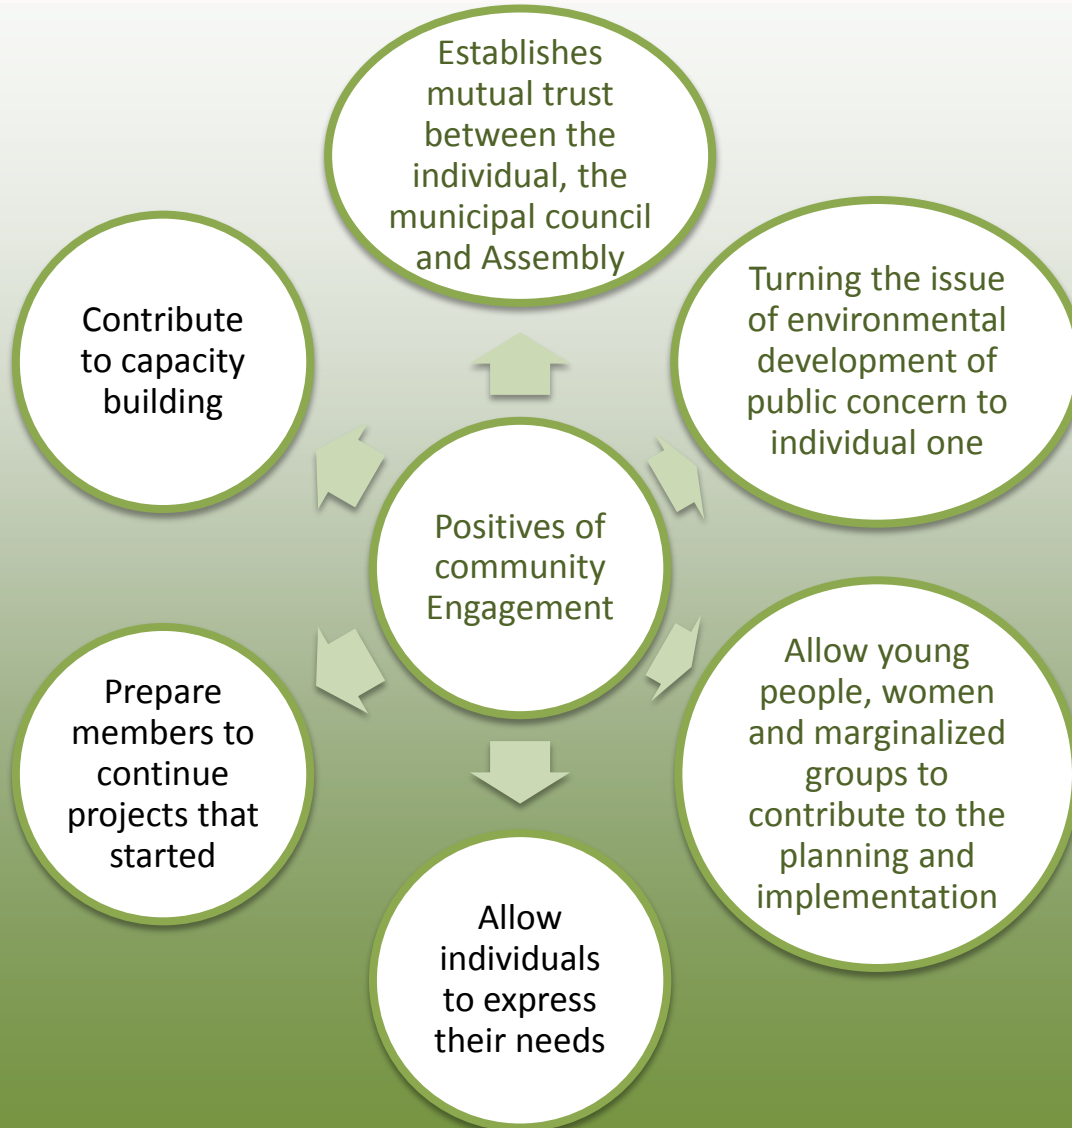 Establishes
mutual trust
between the
individual, the
municipal council
and Assembly
Turning the issue
of environmental
development of
public concern to
individual one
Allow young
people, women
and marginalized
groups to
contribute to the
planning and
implementation
Allow
individuals
to express
their needs
Prepare
members to
continue
projects that
started
Contribute
to capacity
building
Positives of
community
Engagement